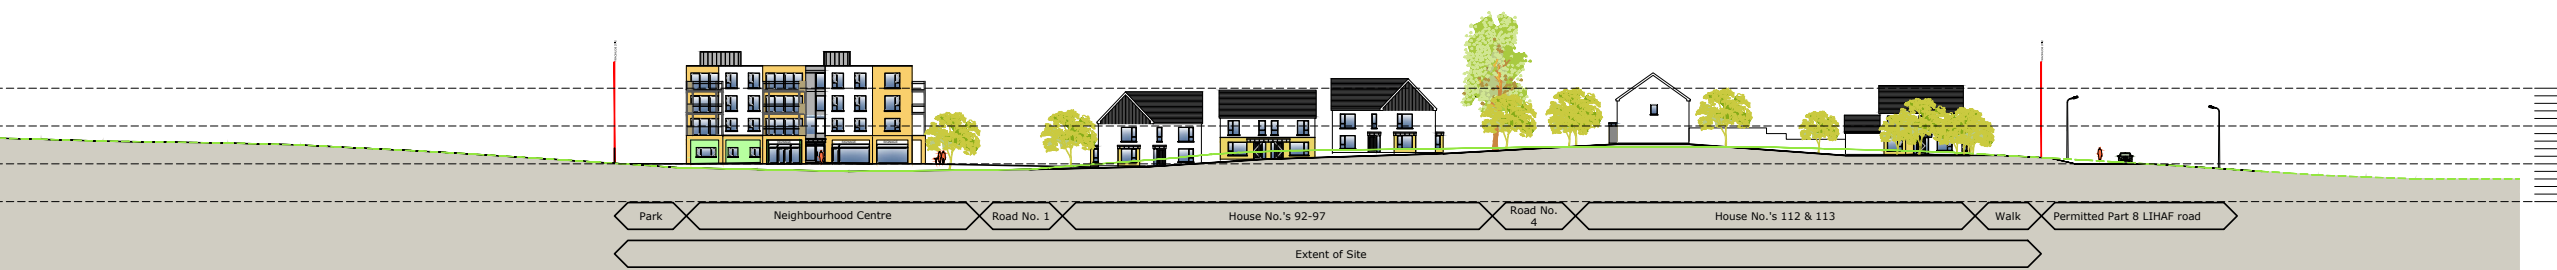 Park
Neighbourhood Centre
Road No. 1
House No.'s 92-97
Road No.
4
House No.'s 112 & 113
Walk
Permitted Part 8 LIHAF road
Extent of Site